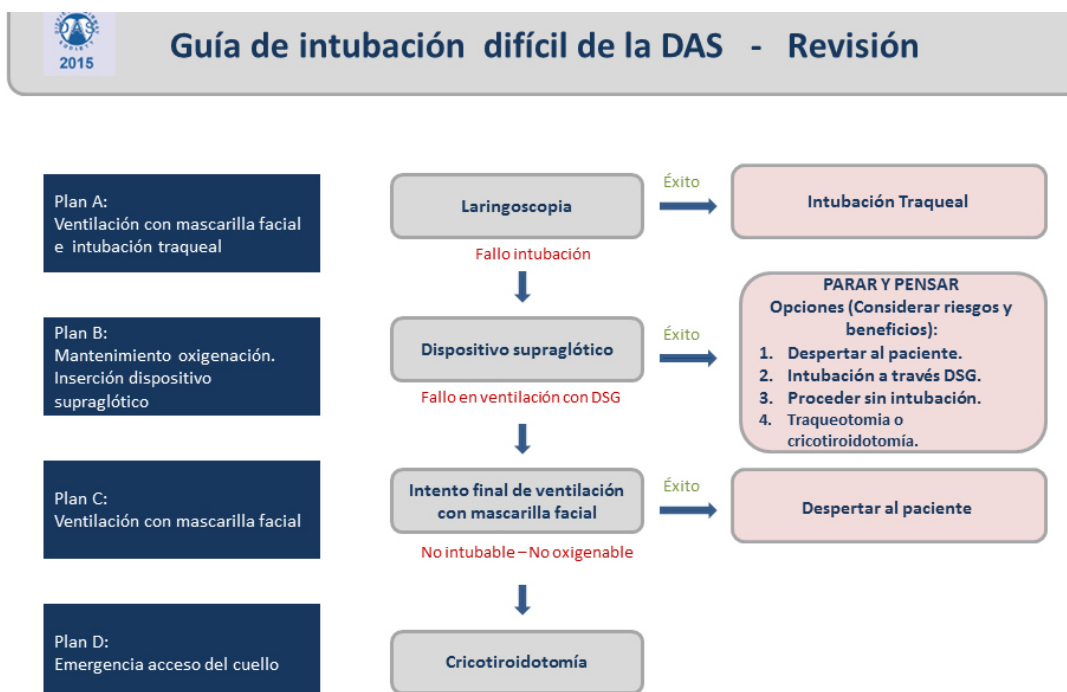 2015
Guía de intubación difícil de la DAS - Revisión
Plan A:
Ventilación con mascarilla facial
e intubación traqueal
Laringoscopia
Éxito
Intubación Traqueal
Fallo intubación
Plan B:
Mantenimiento oxigenación.
Inserción dispositivo
supraglótico
Dispositivo supraglótico
Éxito
PARAR Y PENSAR
Opciones (Considerar riesgos y
beneficios):
1. Despertar al paciente.
2. Intubación a través DSG.
3. Proceder sin intubación.
4. Traqueotomia o
cricotiroidotomía.
Fallo en ventilación con DSG
Plan C:
Ventilación con mascarilla facial
Intento final de ventilación
con mascarilla facial
Éxito
Despertar al paciente
No intubable – No oxigenable
Plan D:
Emergencia acceso del cuello
Cricotiroidotomía